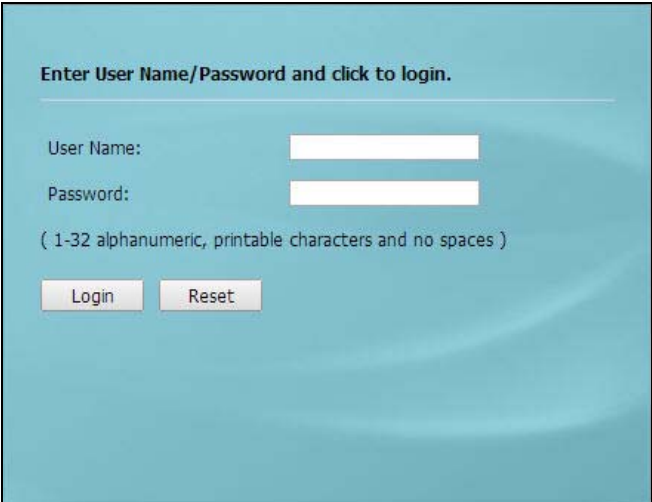 Enter User Name/Password and click to login.
User Name:
Password:
( 1-32 alphanumeric, printable characters and no spaces )
Login Reset